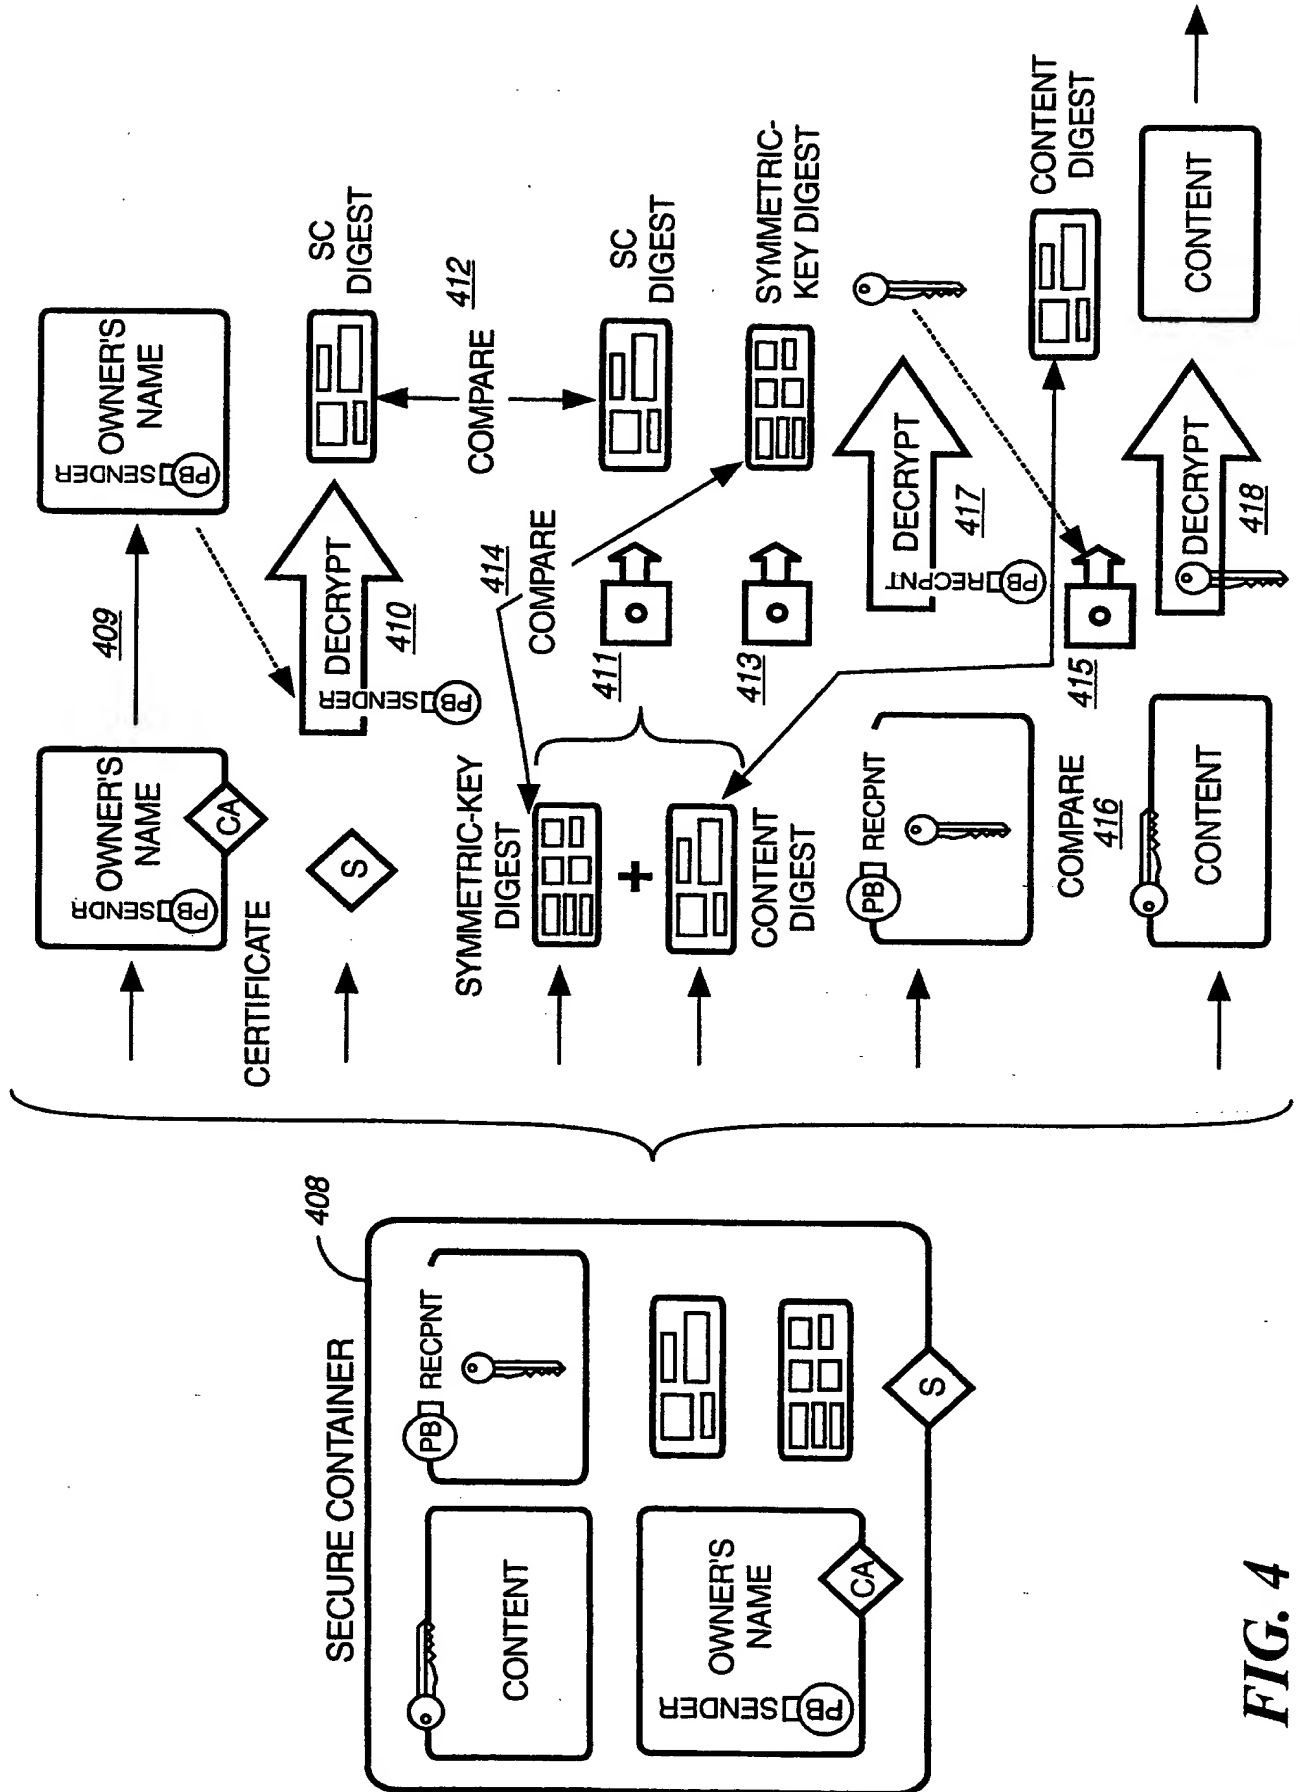 SECURE CONTAINER
408
CONTENT
PB RECPNT
SENDER
PB
OWNER'S
NAME
CA
S
OWNER'S
NAME
SENDR
PB
CA
CERTIFICATE
409
OWNER'S
NAME
SENDER
PB
S
DECRYPT
SENDER
PB
410
SC
DIGEST
COMPARE 412
SYMMETRIC-KEY
DIGEST
+
CONTENT
DIGEST
414
COMPARE
411
SC
DIGEST
413
SYMMETRIC-
KEY DIGEST
PB RECPNT
DECRYPT
RECPNT
PB
417
COMPARE
416
415
CONTENT
DIGEST
CONTENT
DECRYPT
418
CONTENT
FIG. 4